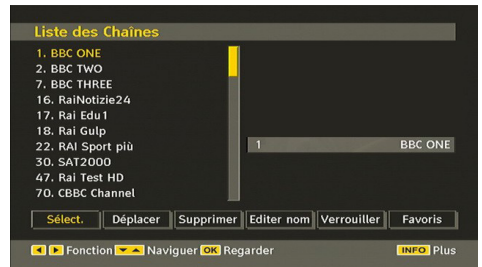 Liste des Chaînes
1. BBC ONE
2. BBC TWO
7. BBC THREE
16. RaiNotizie24
17. Rai Edu1
18. Rai Gulp
22. RAI Sport più
30. SAT2000
47. Rai Test HD
70. CBBC Channel
1 BBC ONE
Sélect. Déplacer Supprimer Editer nom Verrouiller Favoris
Fonction Naviguer OK Regarder INFO Plus